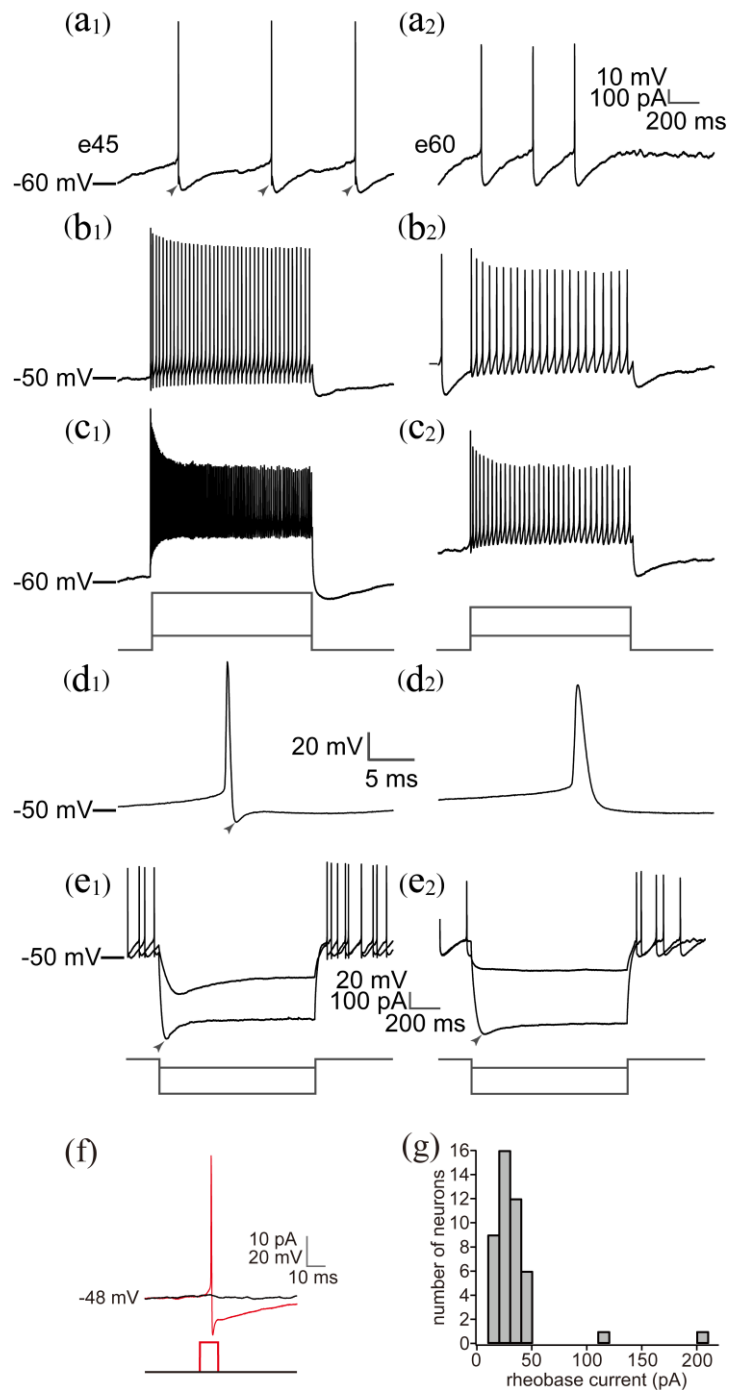 (a1)
(a2)
10 mV
100 pA
200 ms
e45
e60
-60 mV
(b1)
(b2)
-50 mV
(c1)
(c2)
-60 mV
(d1)
(d2)
20 mV
5 ms
-50 mV
(e1)
(e2)
-50 mV
20 mV
100 pA
200 ms
(f)
10 pA
20 mV
10 ms
-48 mV
(g)
number of neurons
16
14
12
10
8
6
4
2
0
0 50 100 150 200
rheobase current (pA)